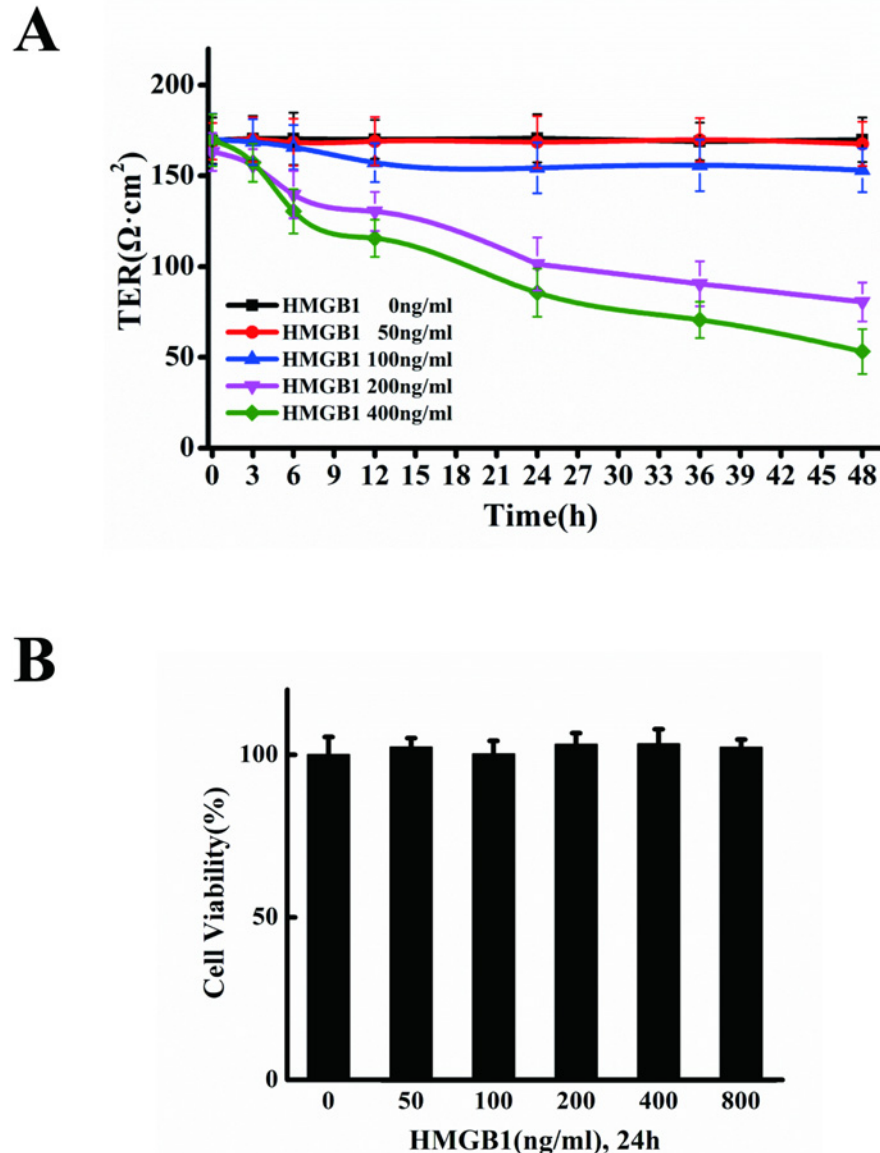 A
200
150
100
50
0
TER(Ω·cm²)
HMGB1 0ng/ml
HMGB1 50ng/ml
HMGB1 100ng/ml
HMGB1 200ng/ml
HMGB1 400ng/ml
0 3 6 9 12 15 18 21 24 27 30 33 36 39 42 45 48
Time(h)
B
100
50
0
Cell Viability(%)
0 50 100 200 400 800
HMGB1(ng/ml), 24h